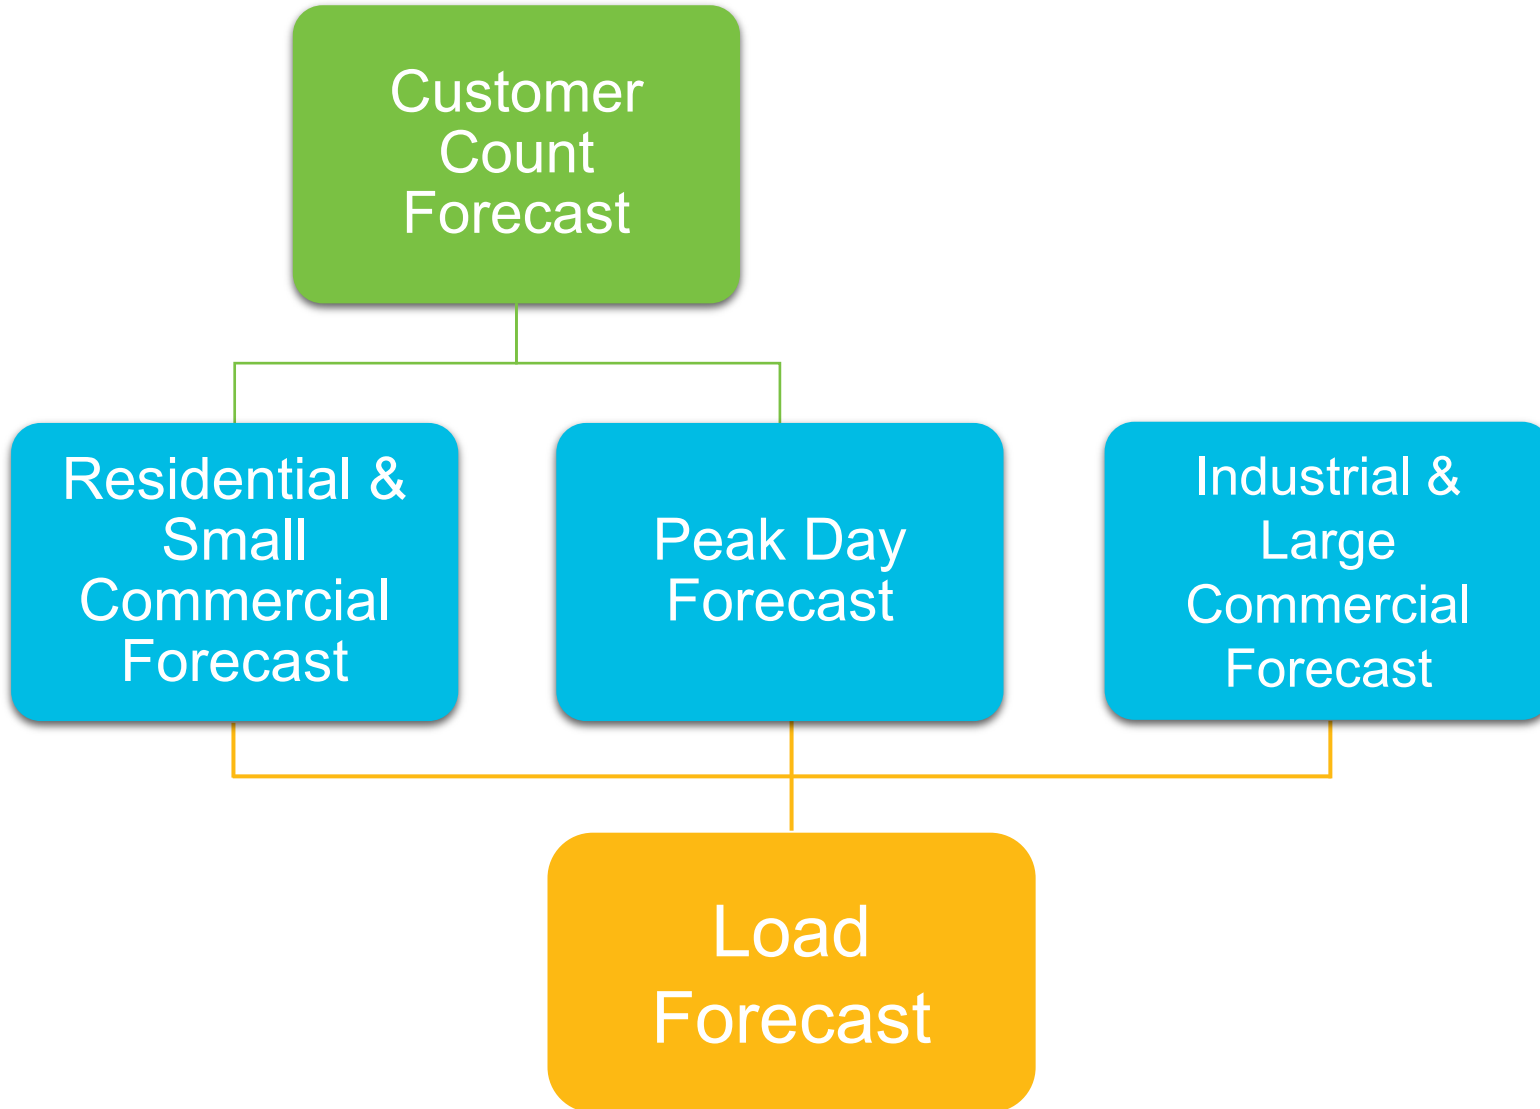 Customer
Count
Forecast
Residential &
Small
Commercial
Forecast
Peak Day
Forecast
Industrial &
Large
Commercial
Forecast
Load
Forecast